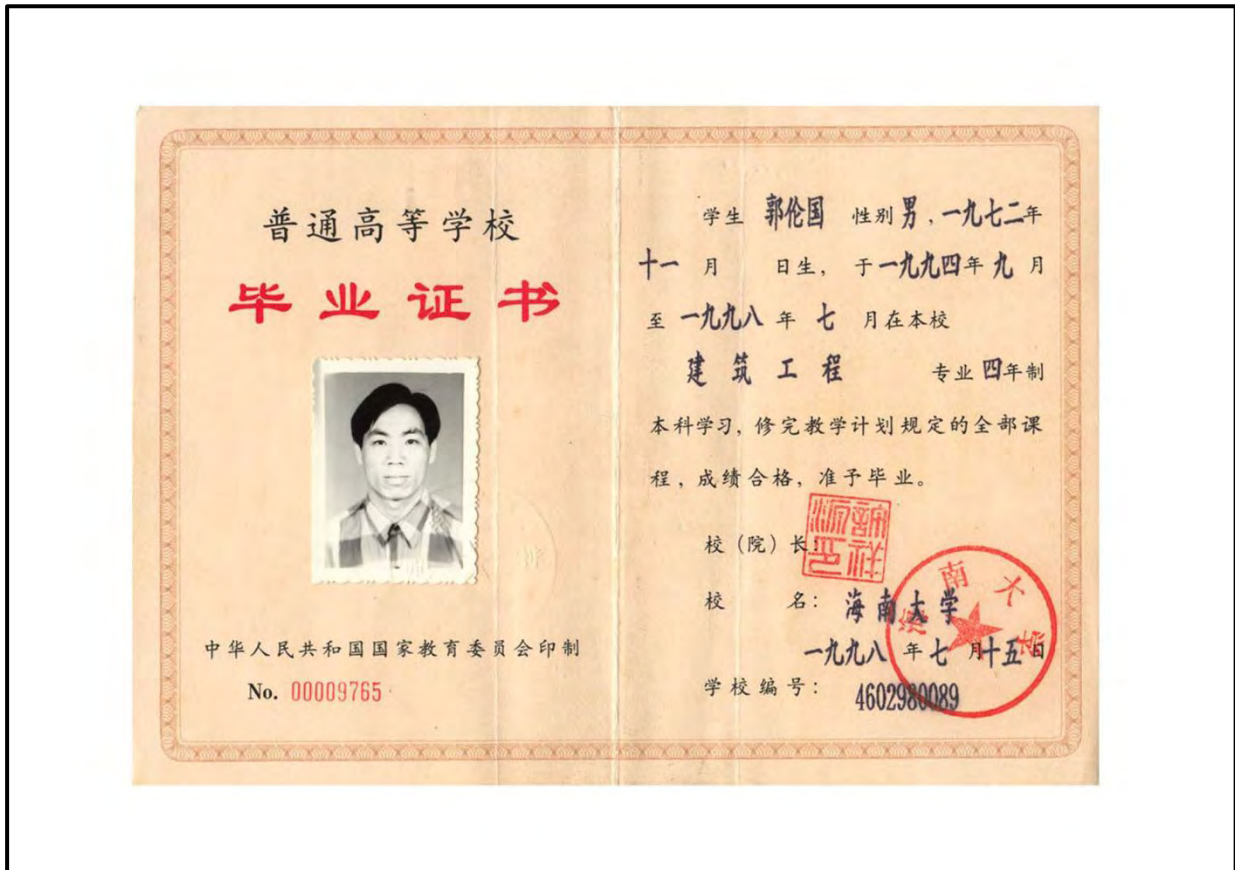 普通高等学校
毕业证书
中华人民共和国国家教育委员会印制
No. 00009765
学生 郭伦国 性别 男，一九七二年
十一 月 日生， 于一九九四年 九 月
至 一九九八 年 七 月在本校
建筑工程 专业 四年制
本科学习，修完教学计划规定的全部课
程，成绩合格，准予毕业。
校（院）长：
校 名： 海南大学
一九九八 年 七 月十五日
学校编号： 4602980089
海南大学